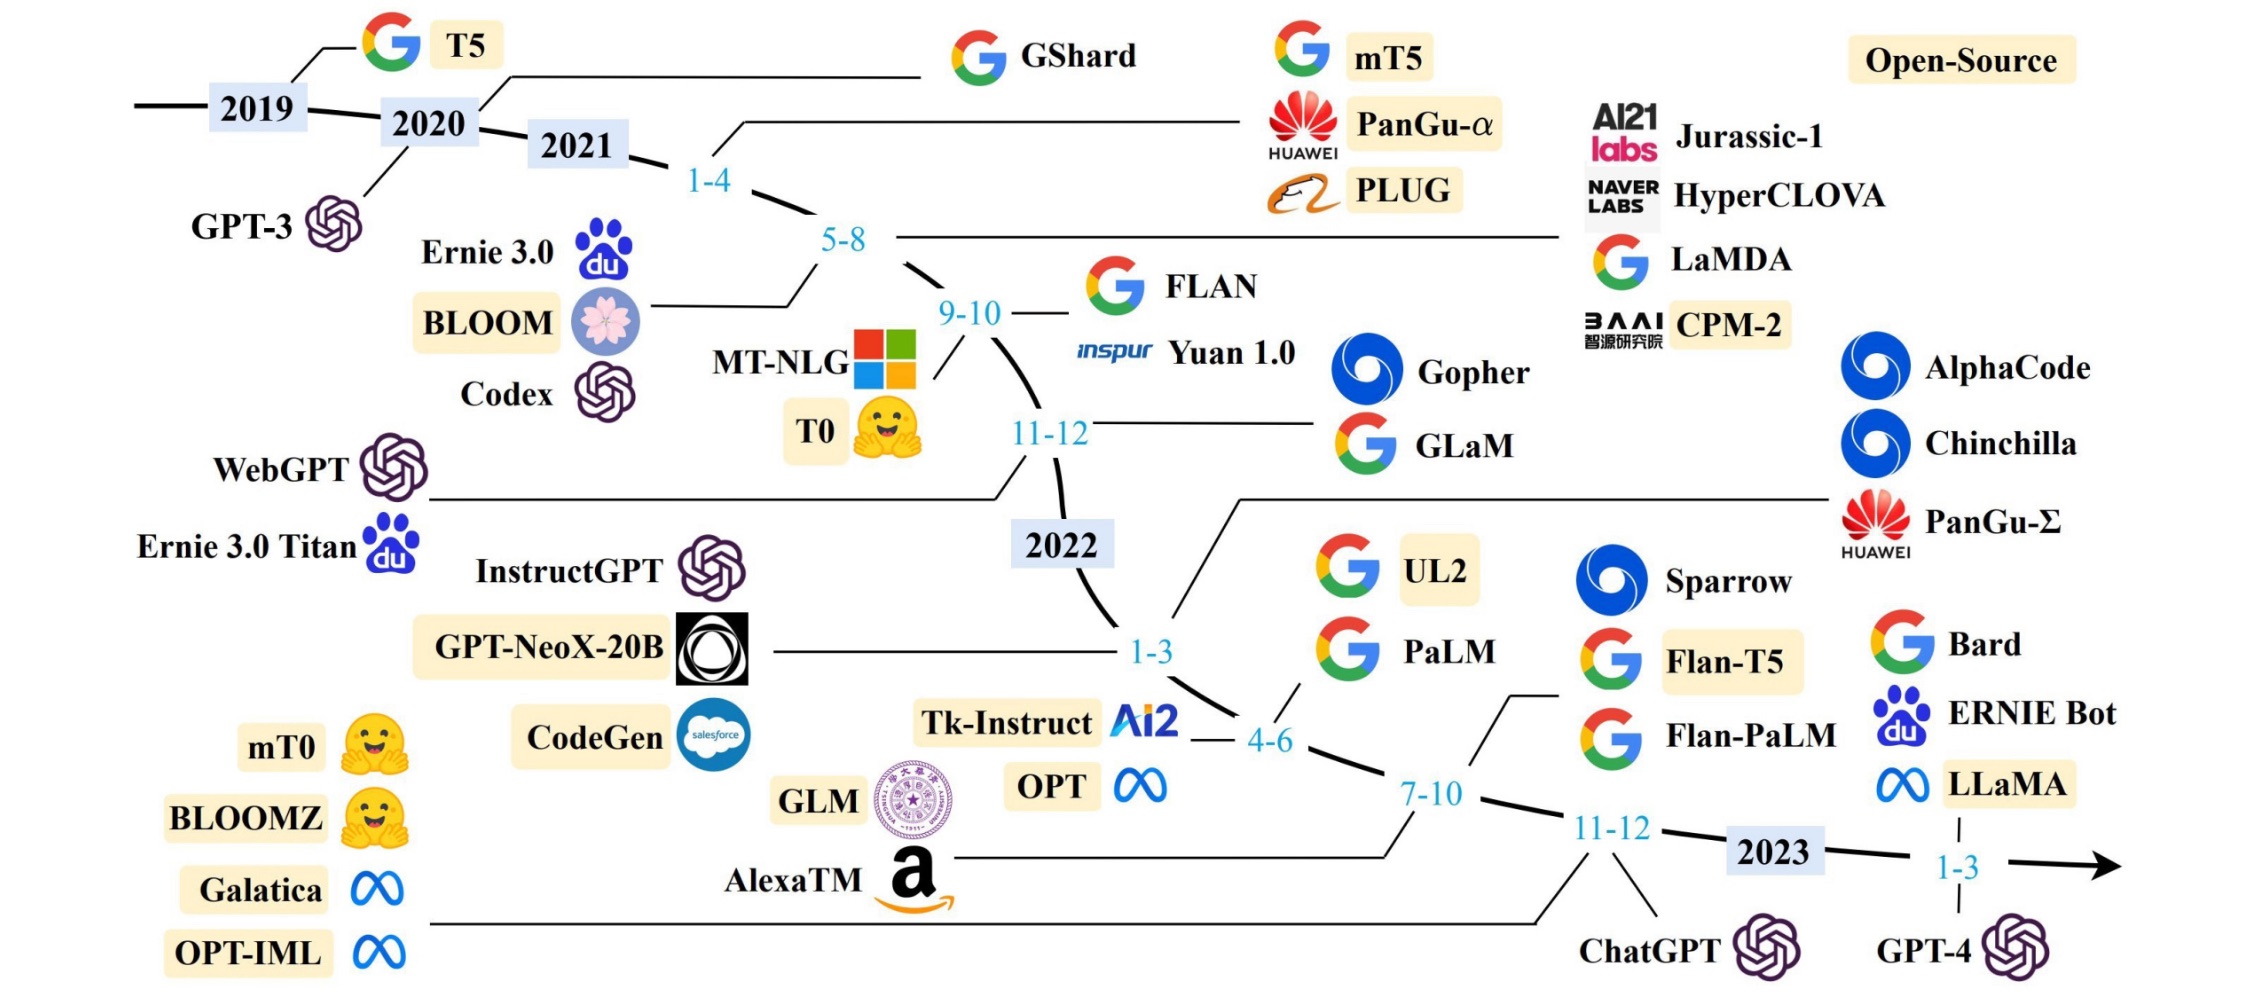 T5
GShard
mT5
Open-Source
2019
2020
2021
HUAWEI
PanGu-α
AI21
labs
Jurassic-1
1-4
PLUG
NAVER
LABS
HyperCLOVA
GPT-3
5-8
Ernie 3.0
du
LaMDA
BLOOM
FLAN
9-10
BAAI
智源研究院
CPM-2
MT-NLG
inspur
Yuan 1.0
Gopher
AlphaCode
Codex
T0
11-12
GLaM
Chinchilla
WebGPT
HUAWEI
PanGu-Σ
Ernie 3.0 Titan
du
2022
InstructGPT
UL2
Sparrow
GPT-NeoX-20B
1-3
PaLM
Flan-T5
Bard
CodeGen
salesforce
Tk-Instruct
Ai2
4-6
Flan-PaLM
du
ERNIE Bot
mT0
GLM
OPT
7-10
LLaMA
BLOOMZ
11-12
2023
1-3
AlexaTM
a
Galatica
OPT-IML
ChatGPT
GPT-4